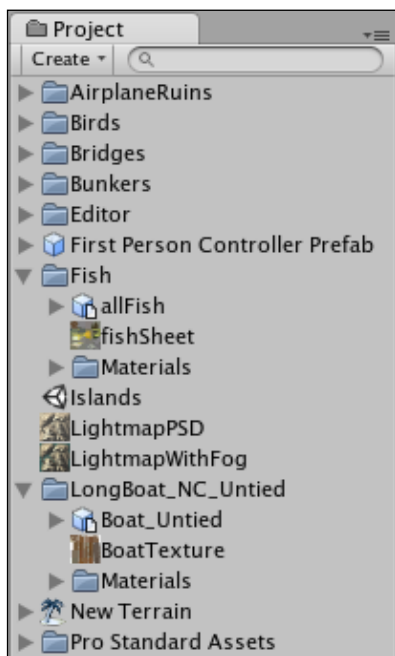 Project
Create
AirplaneRuins
Birds
Bridges
Bunkers
Editor
First Person Controller Prefab
Fish
allFish
fishSheet
Materials
Islands
LightmapPSD
LightmapWithFog
LongBoat_NC_Untied
Boat_Untied
BoatTexture
Materials
New Terrain
Pro Standard Assets